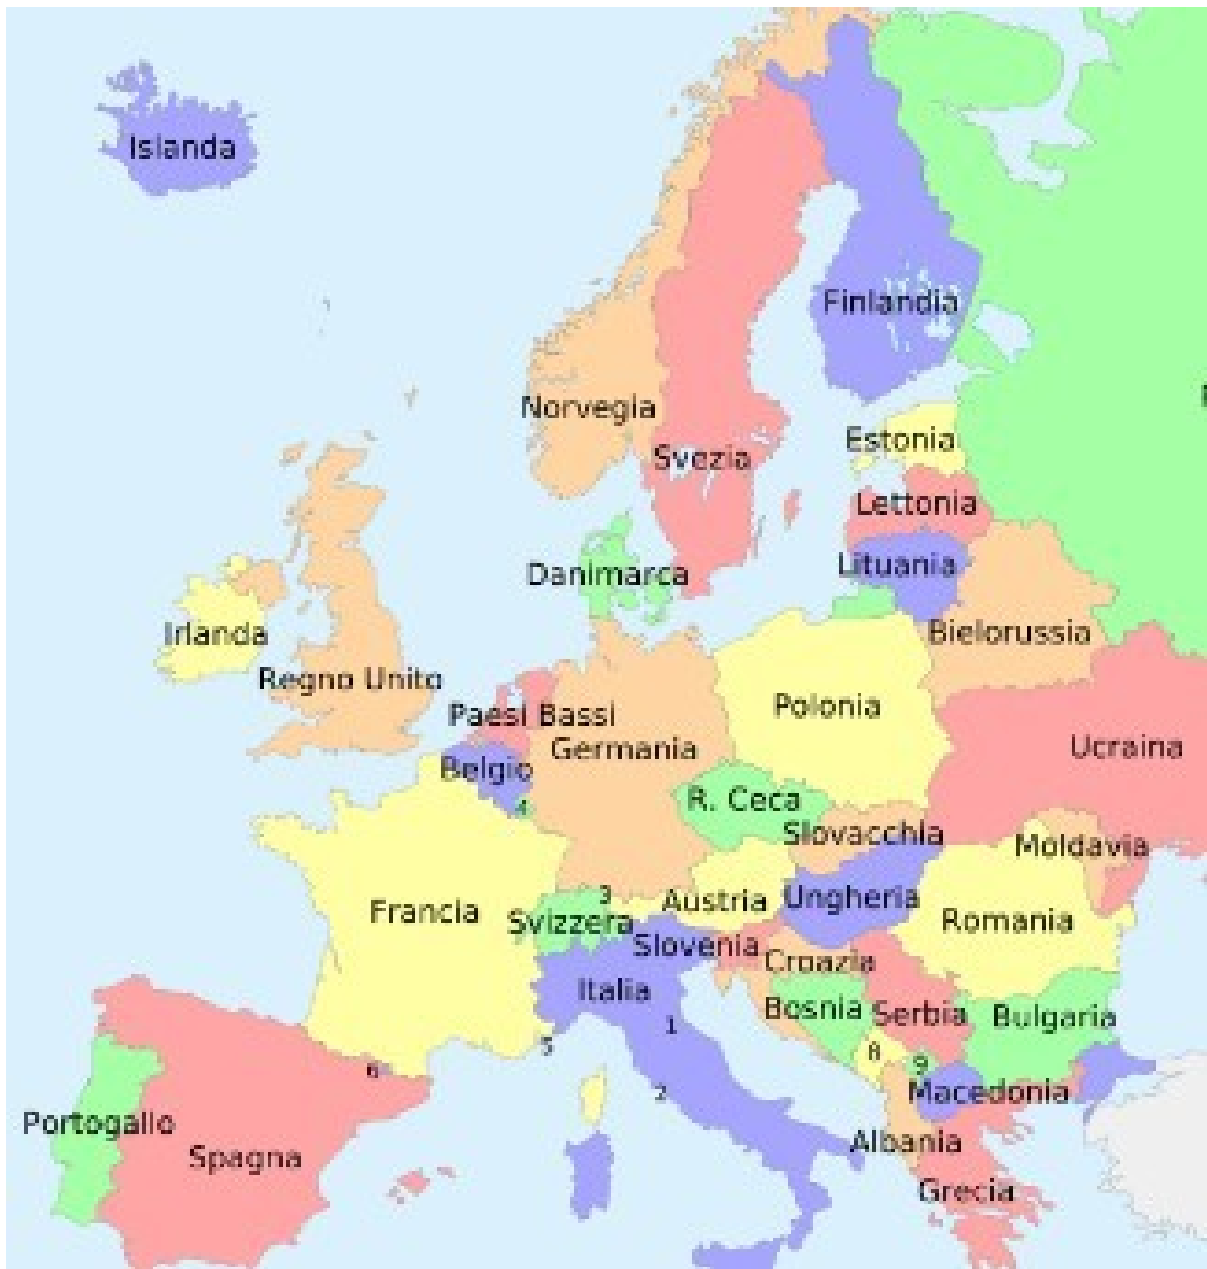 Islanda
Finlandia
Norvegia
Estonia
Svezia
Lettonia
Lituania
Danimarca
Irlanda
Bielorussia
Regno Unito
Polonia
Paesi Bassi
Germania
Ucraina
Belgio
R. Ceca
4
Slovacchia
Moldavia
3
Austria
Ungheria
Francia
Svizzera
Romania
Slovenia
Croazia
Italia
Bosnia
Serbia
Bulgaria
1
5
8
9
6
2
Macedonia
Portogallo
Albania
Spagna
Grecia